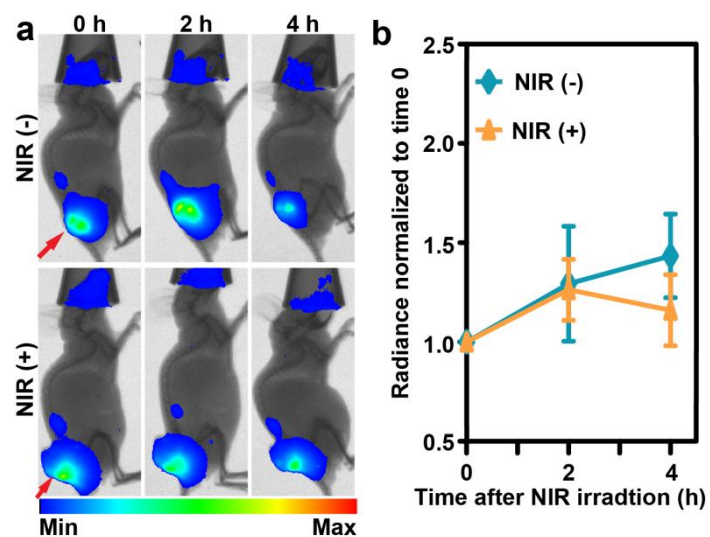 a
0 h 2 h 4 h
NIR (-)
NIR (+)
Min Max
b
Radiance normalized to time 0
2.5
2.0
1.5
1.0
0.5
NIR (-)
NIR (+)
0 2 4
Time after NIR irradtion (h)